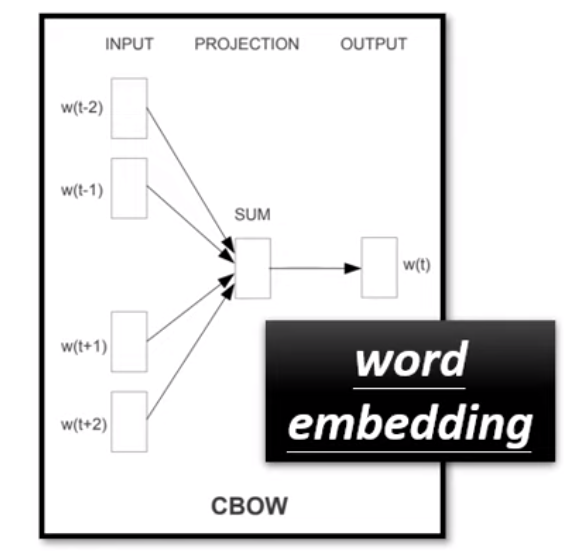 INPUT PROJECTION OUTPUT
w(t-2)
w(t-1)
SUM
w(t)
w(t+1)
w(t+2)
word
embedding
CBOW